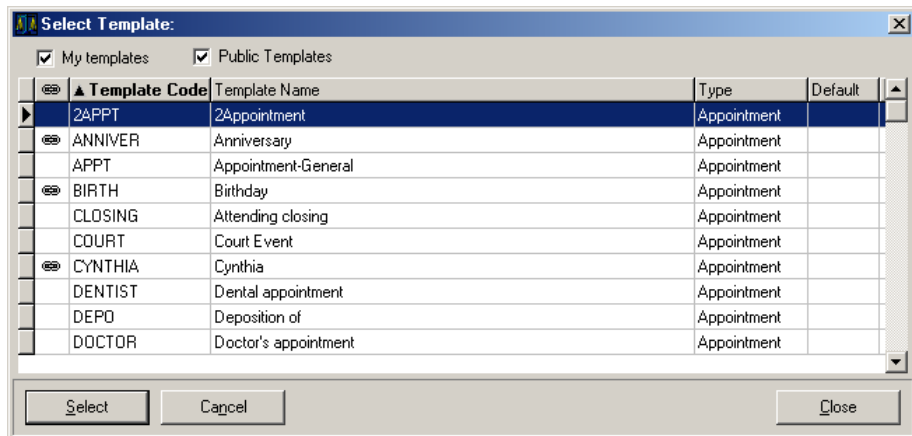 Select Template:
My templates Public Templates
▲ Template Code Template Name Type Default
2APPT 2Appointment Appointment
ANNIVER Anniversary Appointment
APPT Appointment-General Appointment
BIRTH Birthday Appointment
CLOSING Attending closing Appointment
COURT Court Event Appointment
CYNTHIA Cynthia Appointment
DENTIST Dental appointment Appointment
DEPO Deposition of Appointment
DOCTOR Doctor's appointment Appointment
Select Cancel Close